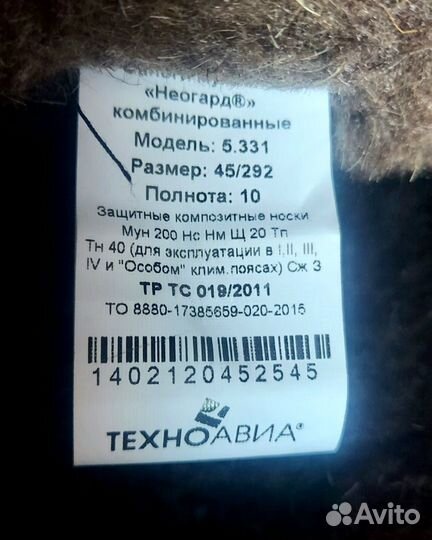 «Неогард®»
комбинированные
Модель: 5.331
Размер: 45/292
Полнота: 10
Защитные композитные носки
Мун 200 Нс Нм Щ 20 Тп
Тн 40 (для эксплуатации в I,II, III,
IV и "Особом" клим.поясах) Сж З
ТР ТС 019/2011
ТО 8880-17385659-020-2015
1402120452545
ТЕХНОАВИА®
Avito